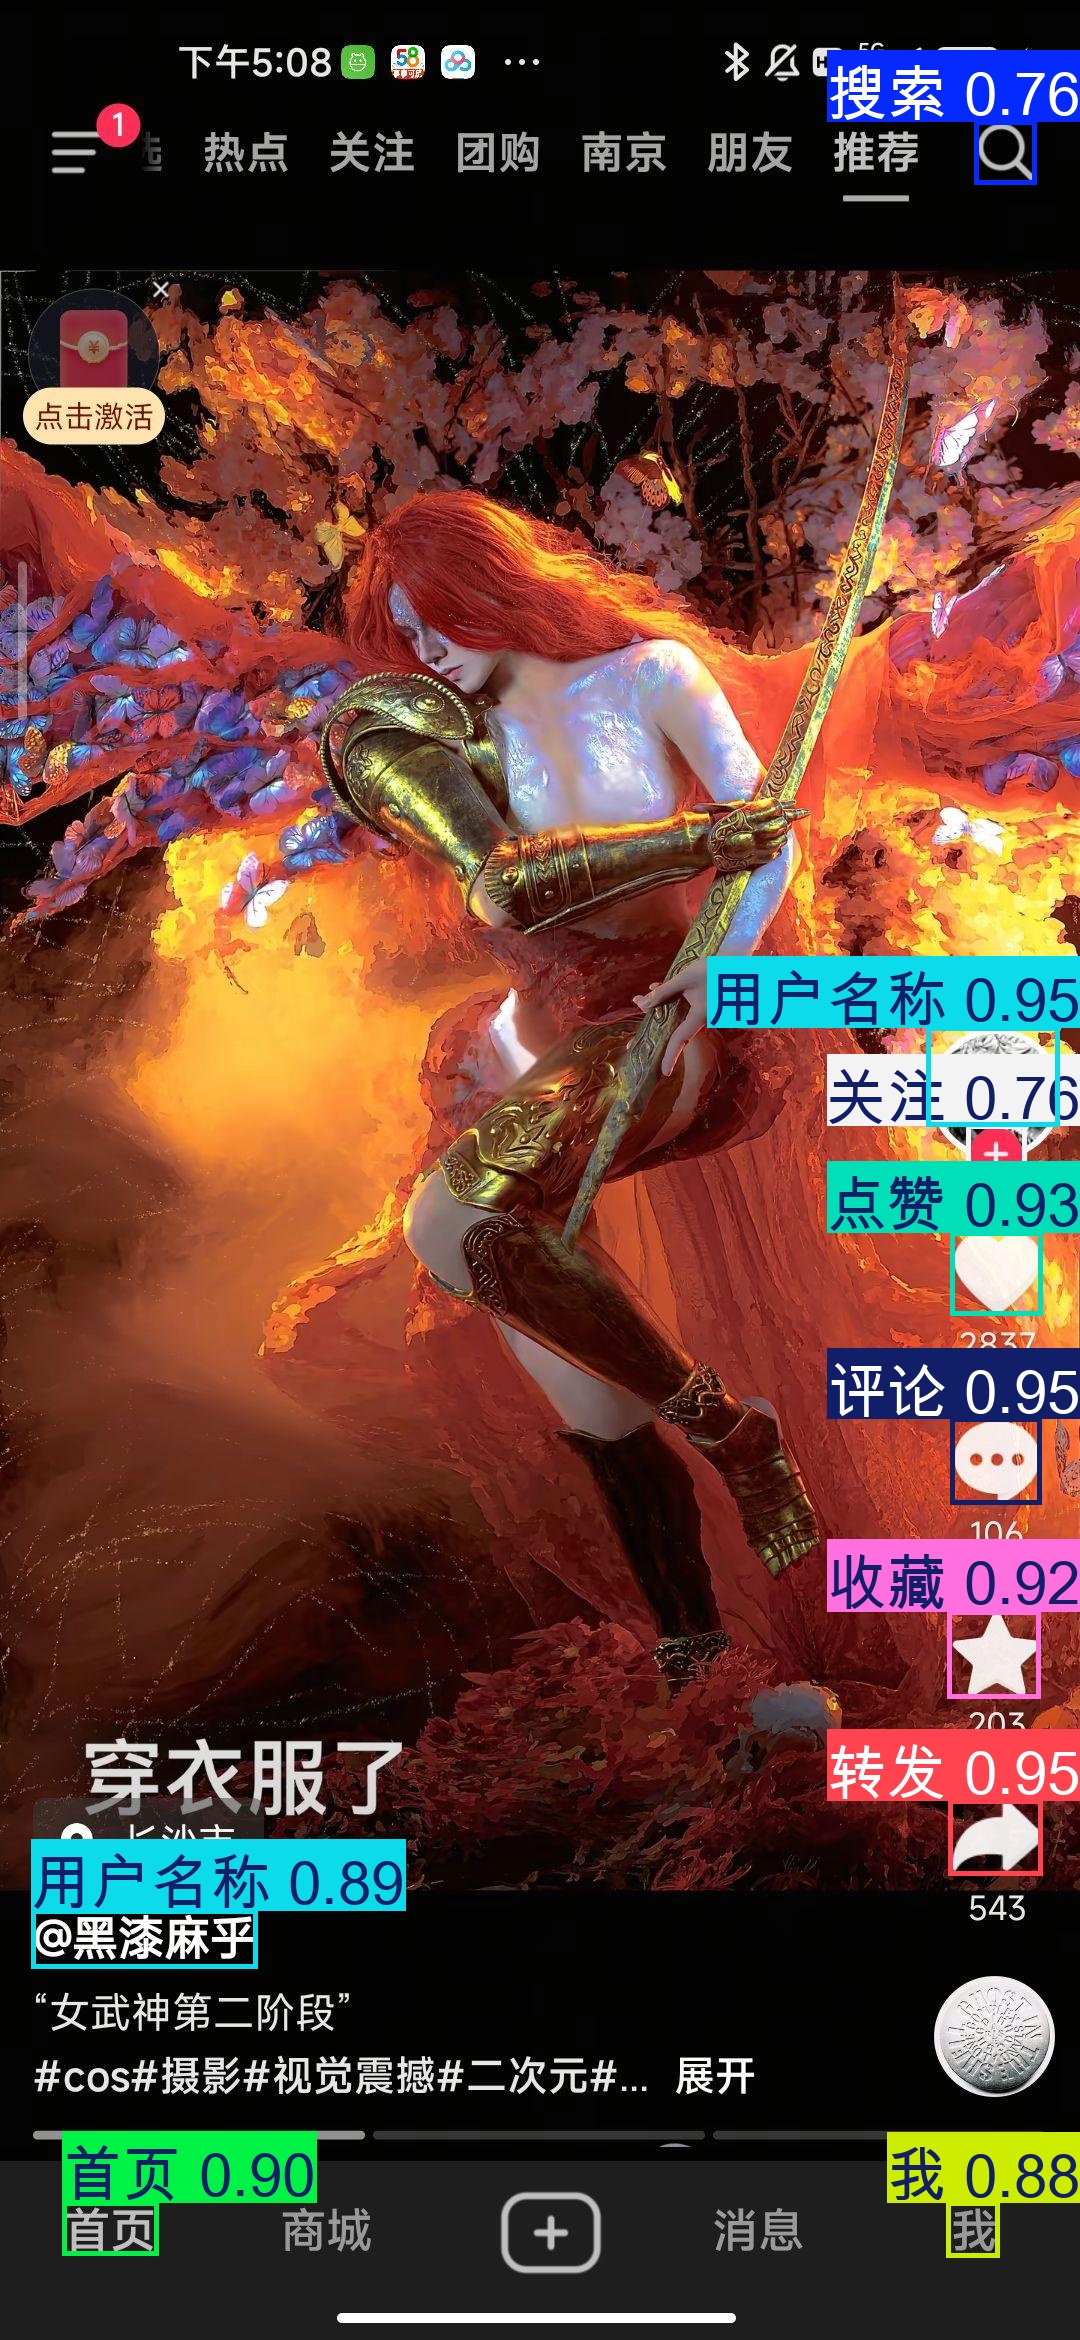 下午5:08
搜索 0.76
1
热点 关注 团购 南京 朋友 推荐
点击激活
用户名称 0.95
关注 0.76
点赞 0.93
2837
评论 0.95
106
收藏 0.92
203
转发 0.95
543
穿衣服了
长沙市
用户名称 0.89
@黑漆麻乎
“女武神第二阶段”
#cos#摄影#视觉震撼#二次元#... 展开
首页 0.90
我 0.88
首页 商城 消息 我